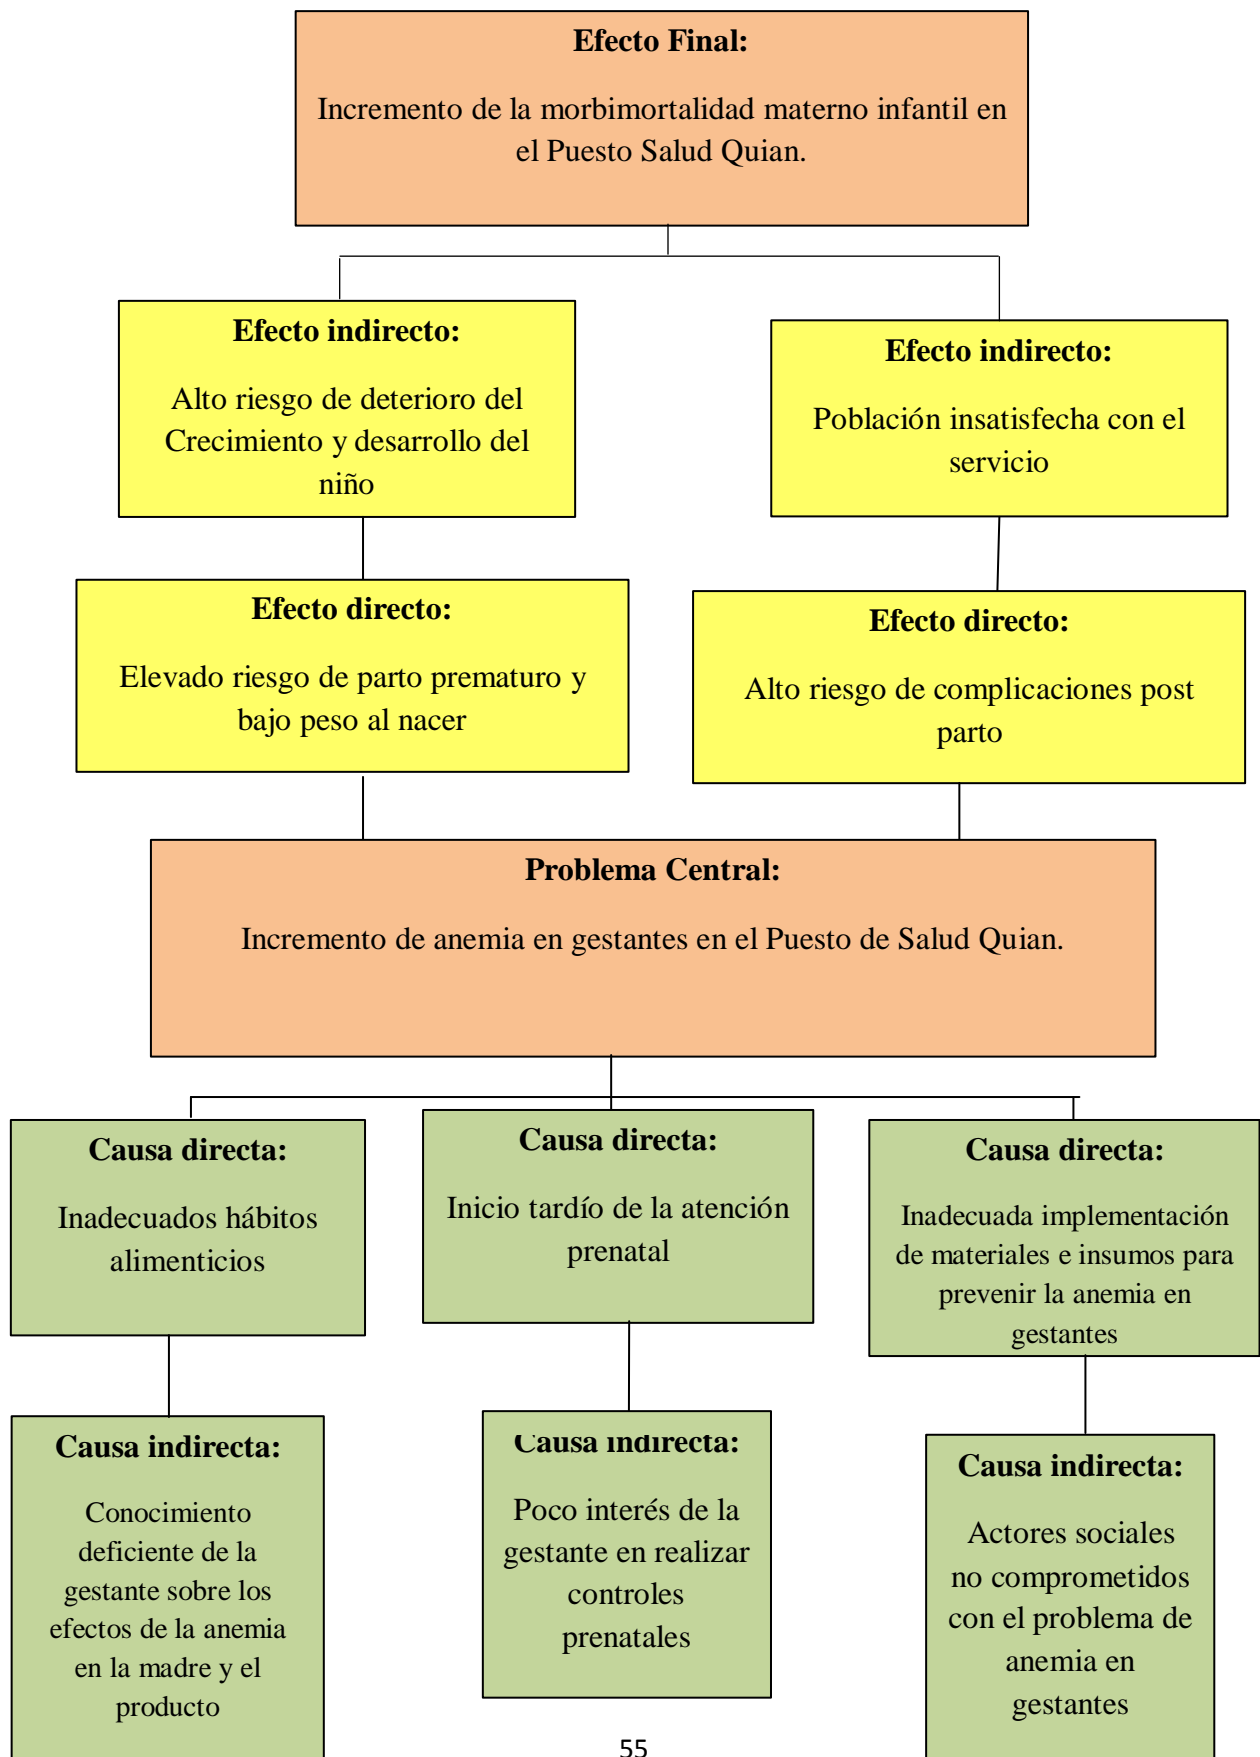 Efecto Final:
Incremento de la morbimortalidad materno infantil en
el Puesto Salud Quian.
Efecto indirecto:
Alto riesgo de deterioro del
Crecimiento y desarrollo del
niño
Efecto indirecto:
Población insatisfecha con el
servicio
Efecto directo:
Elevado riesgo de parto prematuro y
bajo peso al nacer
Efecto directo:
Alto riesgo de complicaciones post
parto
Problema Central:
Incremento de anemia en gestantes en el Puesto de Salud Quian.
Causa directa:
Inadecuados hábitos
alimenticios
Causa directa:
Inicio tardío de la atención
prenatal
Causa directa:
Inadecuada implementación
de materiales e insumos para
prevenir la anemia en
gestantes
Causa indirecta:
Conocimiento
deficiente de la
gestante sobre los
efectos de la anemia
en la madre y el
producto
Causa indirecta:
Poco interés de la
gestante en realizar
controles
prenatales
Causa indirecta:
Actores sociales
no comprometidos
con el problema de
anemia en
gestantes
55